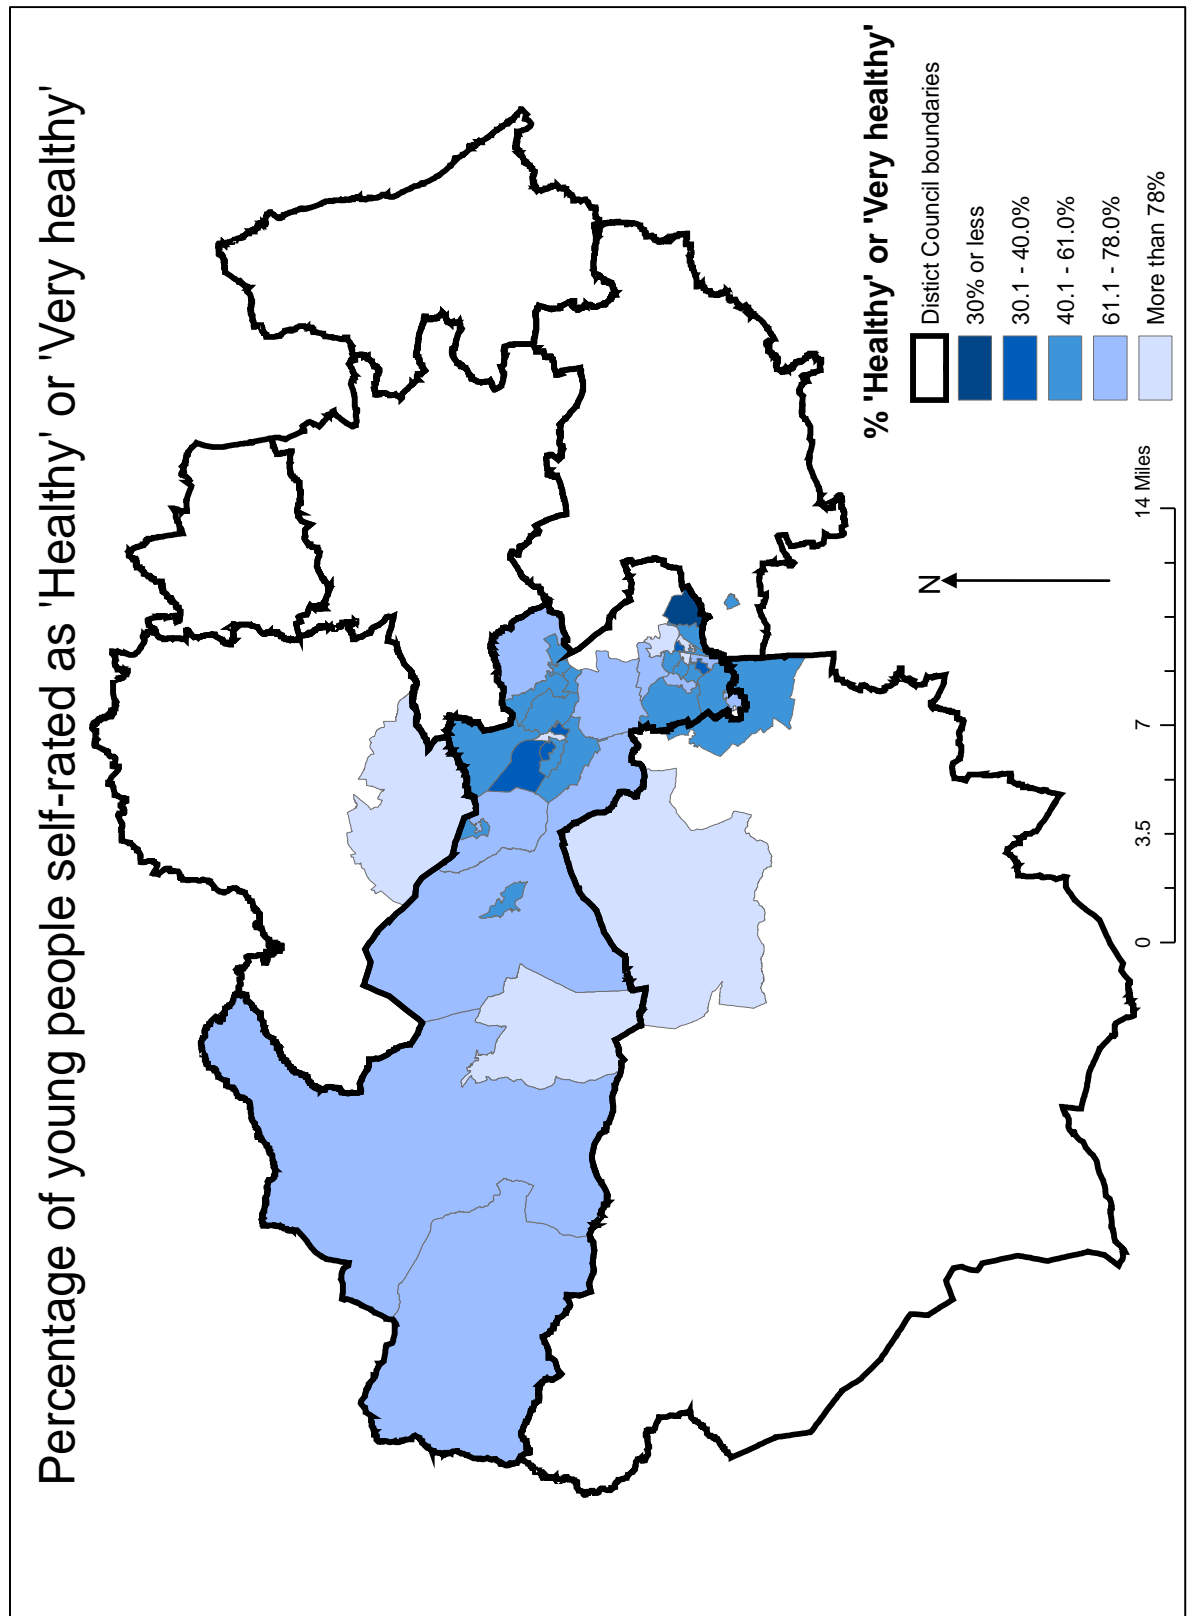 Percentage of young people self-rated as 'Healthy' or 'Very healthy'
% 'Healthy' or 'Very healthy'
Distict Council boundaries
30% or less
30.1 - 40.0%
40.1 - 61.0%
61.1 - 78.0%
More than 78%
N
0 3.5 7 14 Miles